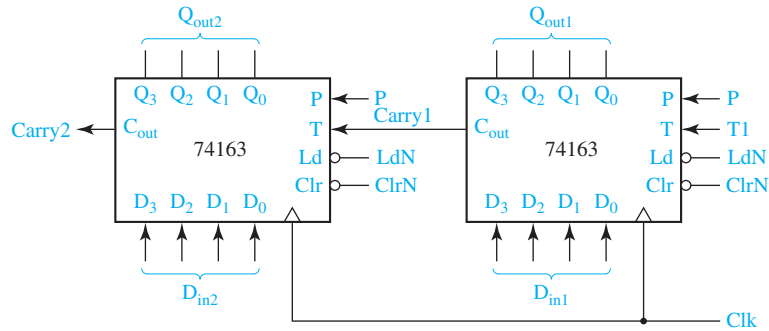 Qout2 Qout1
Q3 Q2 Q1 Q0 P P Q3 Q2 Q1 Q0 P P
Carry2 Cout T Carry1 Cout T T1
74163 74163
Ld LdN Ld LdN
Clr ClrN Clr ClrN
D3 D2 D1 D0 D3 D2 D1 D0
Din2 Din1
Clk